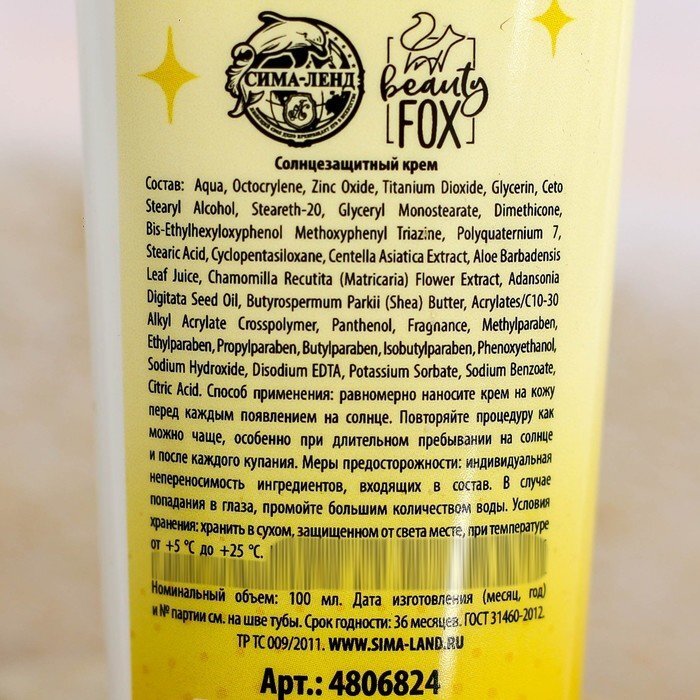 СИМА-ЛЕНД
beauty
FOX
Солнцезащитный крем
Состав: Aqua, Octocrylene, Zinc Oxide, Titanium Dioxide, Glycerin, Ceto
Stearyl Alcohol, Steareth-20, Glyceryl Monostearate, Dimethicone,
Bis-Ethylhexyloxyphenol Methoxyphenyl Triazine, Polyquaternium 7,
Stearic Acid, Cyclopentasiloxane, Centella Asiatica Extract, Aloe Barbadensis
Leaf Juice, Chamomilla Recutita (Matricaria) Flower Extract, Adansonia
Digitata Seed Oil, Butyrospermum Parkii (Shea) Butter, Acrylates/C10-30
Alkyl Acrylate Crosspolymer, Panthenol, Fragnance, Methylparaben,
Ethylparaben, Propylparaben, Butylparaben, Isobutylparaben, Phenoxyethanol,
Sodium Hydroxide, Disodium EDTA, Potassium Sorbate, Sodium Benzoate,
Citric Acid. Способ применения: равномерно наносите крем на кожу
перед каждым появлением на солнце. Повторяйте процедуру как
можно чаще, особенно при длительном пребывании на солнце
и после каждого купания. Меры предосторожности: индивидуальная
непереносимость ингредиентов, входящих в состав. В случае
попадания в глаза, промойте большим количеством воды. Условия
хранения: хранить в сухом, защищенном от света месте, при температуре
от +5 °C до +25 °C.
Номинальный объем: 100 мл. Дата изготовления (месяц, год)
и № партии см. на шве тубы. Срок годности: 36 месяцев. ГОСТ 31460-2012.
ТР ТС 009/2011. WWW.SIMA-LAND.RU
Арт.: 4806824